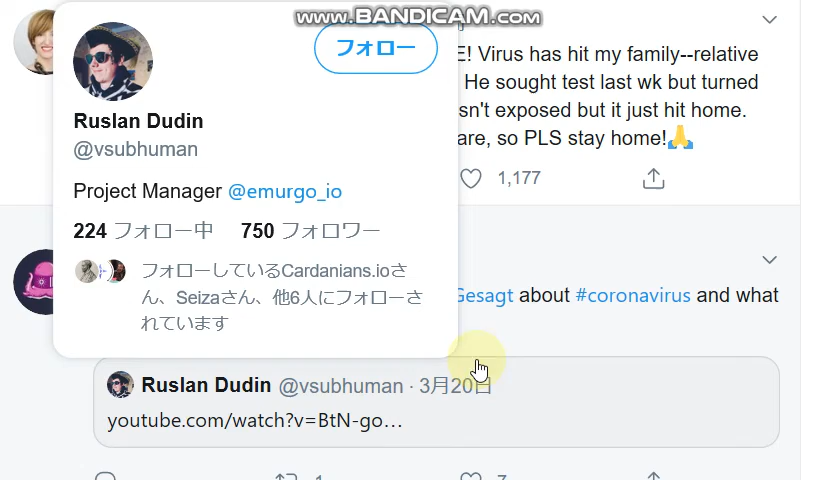 www.BANDICAM.com
フォロー
E! Virus has hit my family--relative
Ruslan Dudin
He sought test last wk but turned
@vsubhuman
sn't exposed but it just hit home.
are, so PLS stay home!🙏
Project Manager @emurgo_io
1,177
224 フォロー中 750 フォロワー
フォローしているCardanians.ioさ
ん、Seizaさん、他6人にフォローさ
れています
Gesagt about #coronavirus and what
Ruslan Dudin @vsubhuman · 3月20日
youtube.com/watch?v=BtN-go…